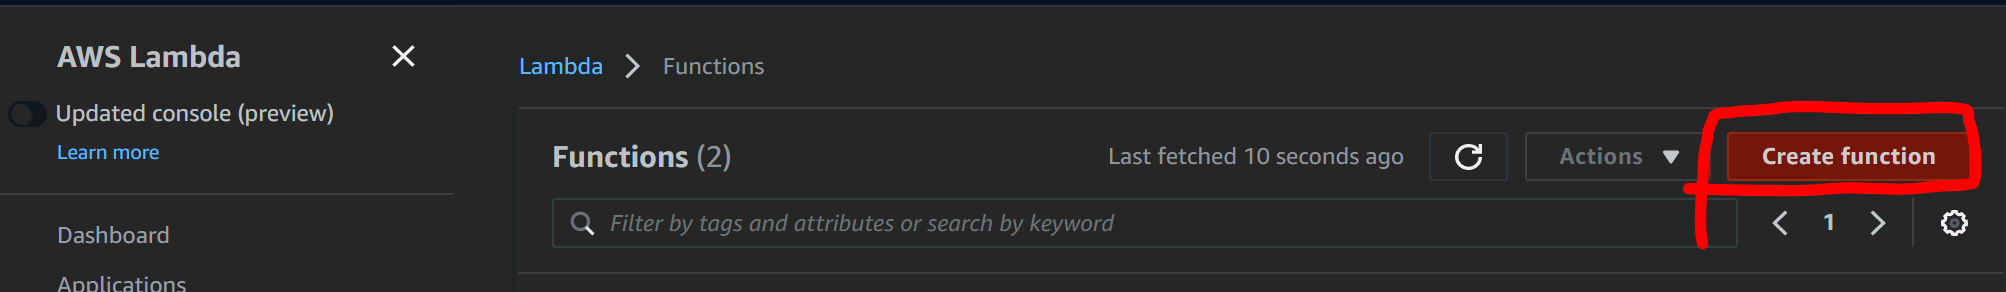 AWS Lambda
Updated console (preview)
Learn more
Dashboard
Applications
Lambda > Functions
Functions (2)
Last fetched 10 seconds ago
Actions
Create function
Filter by tags and attributes or search by keyword
1